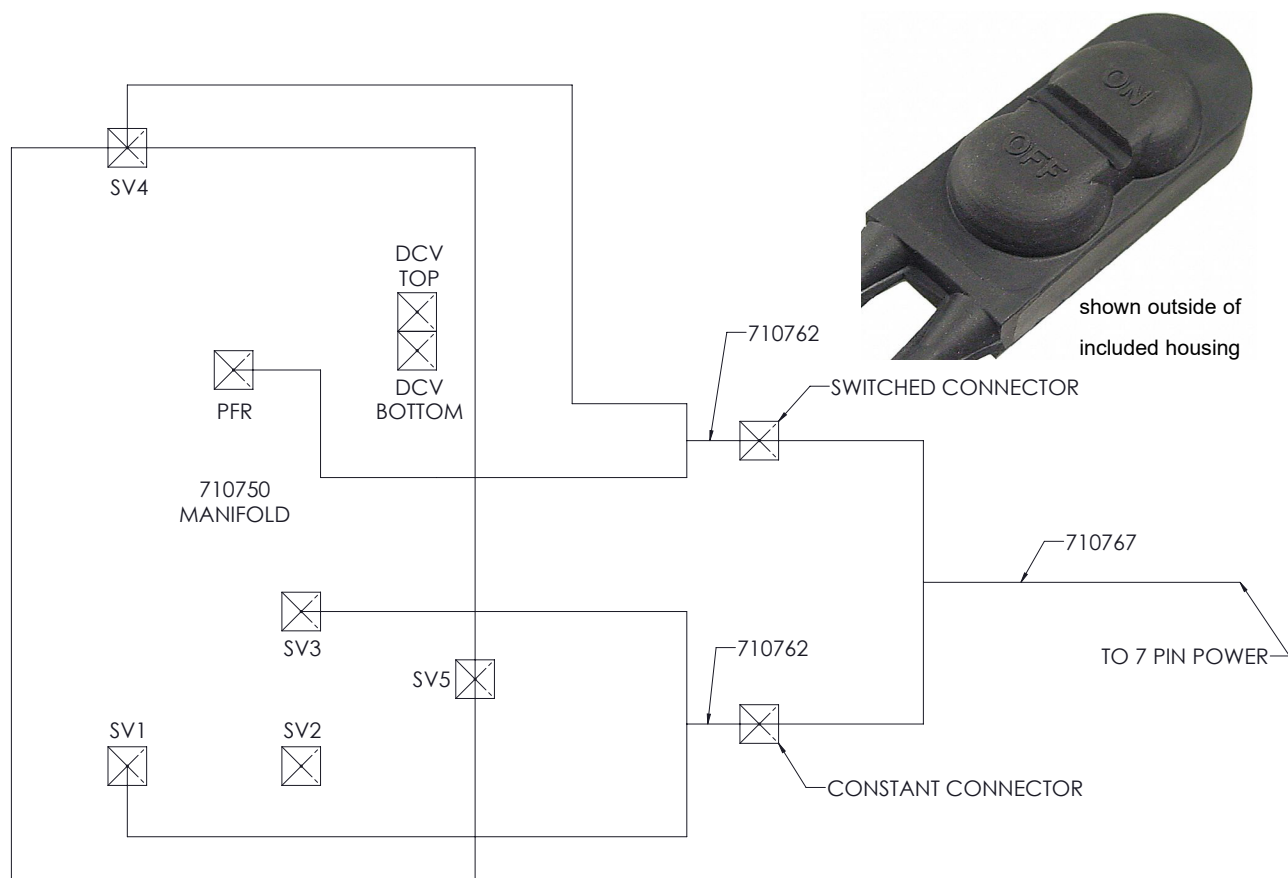 ON
OFF
shown outside of
included housing
SV4
DCV
TOP
710762
PFR
DCV
BOTTOM
SWITCHED CONNECTOR
710750
MANIFOLD
710767
SV3
SV5
710762
TO 7 PIN POWER
SV1
SV2
CONSTANT CONNECTOR